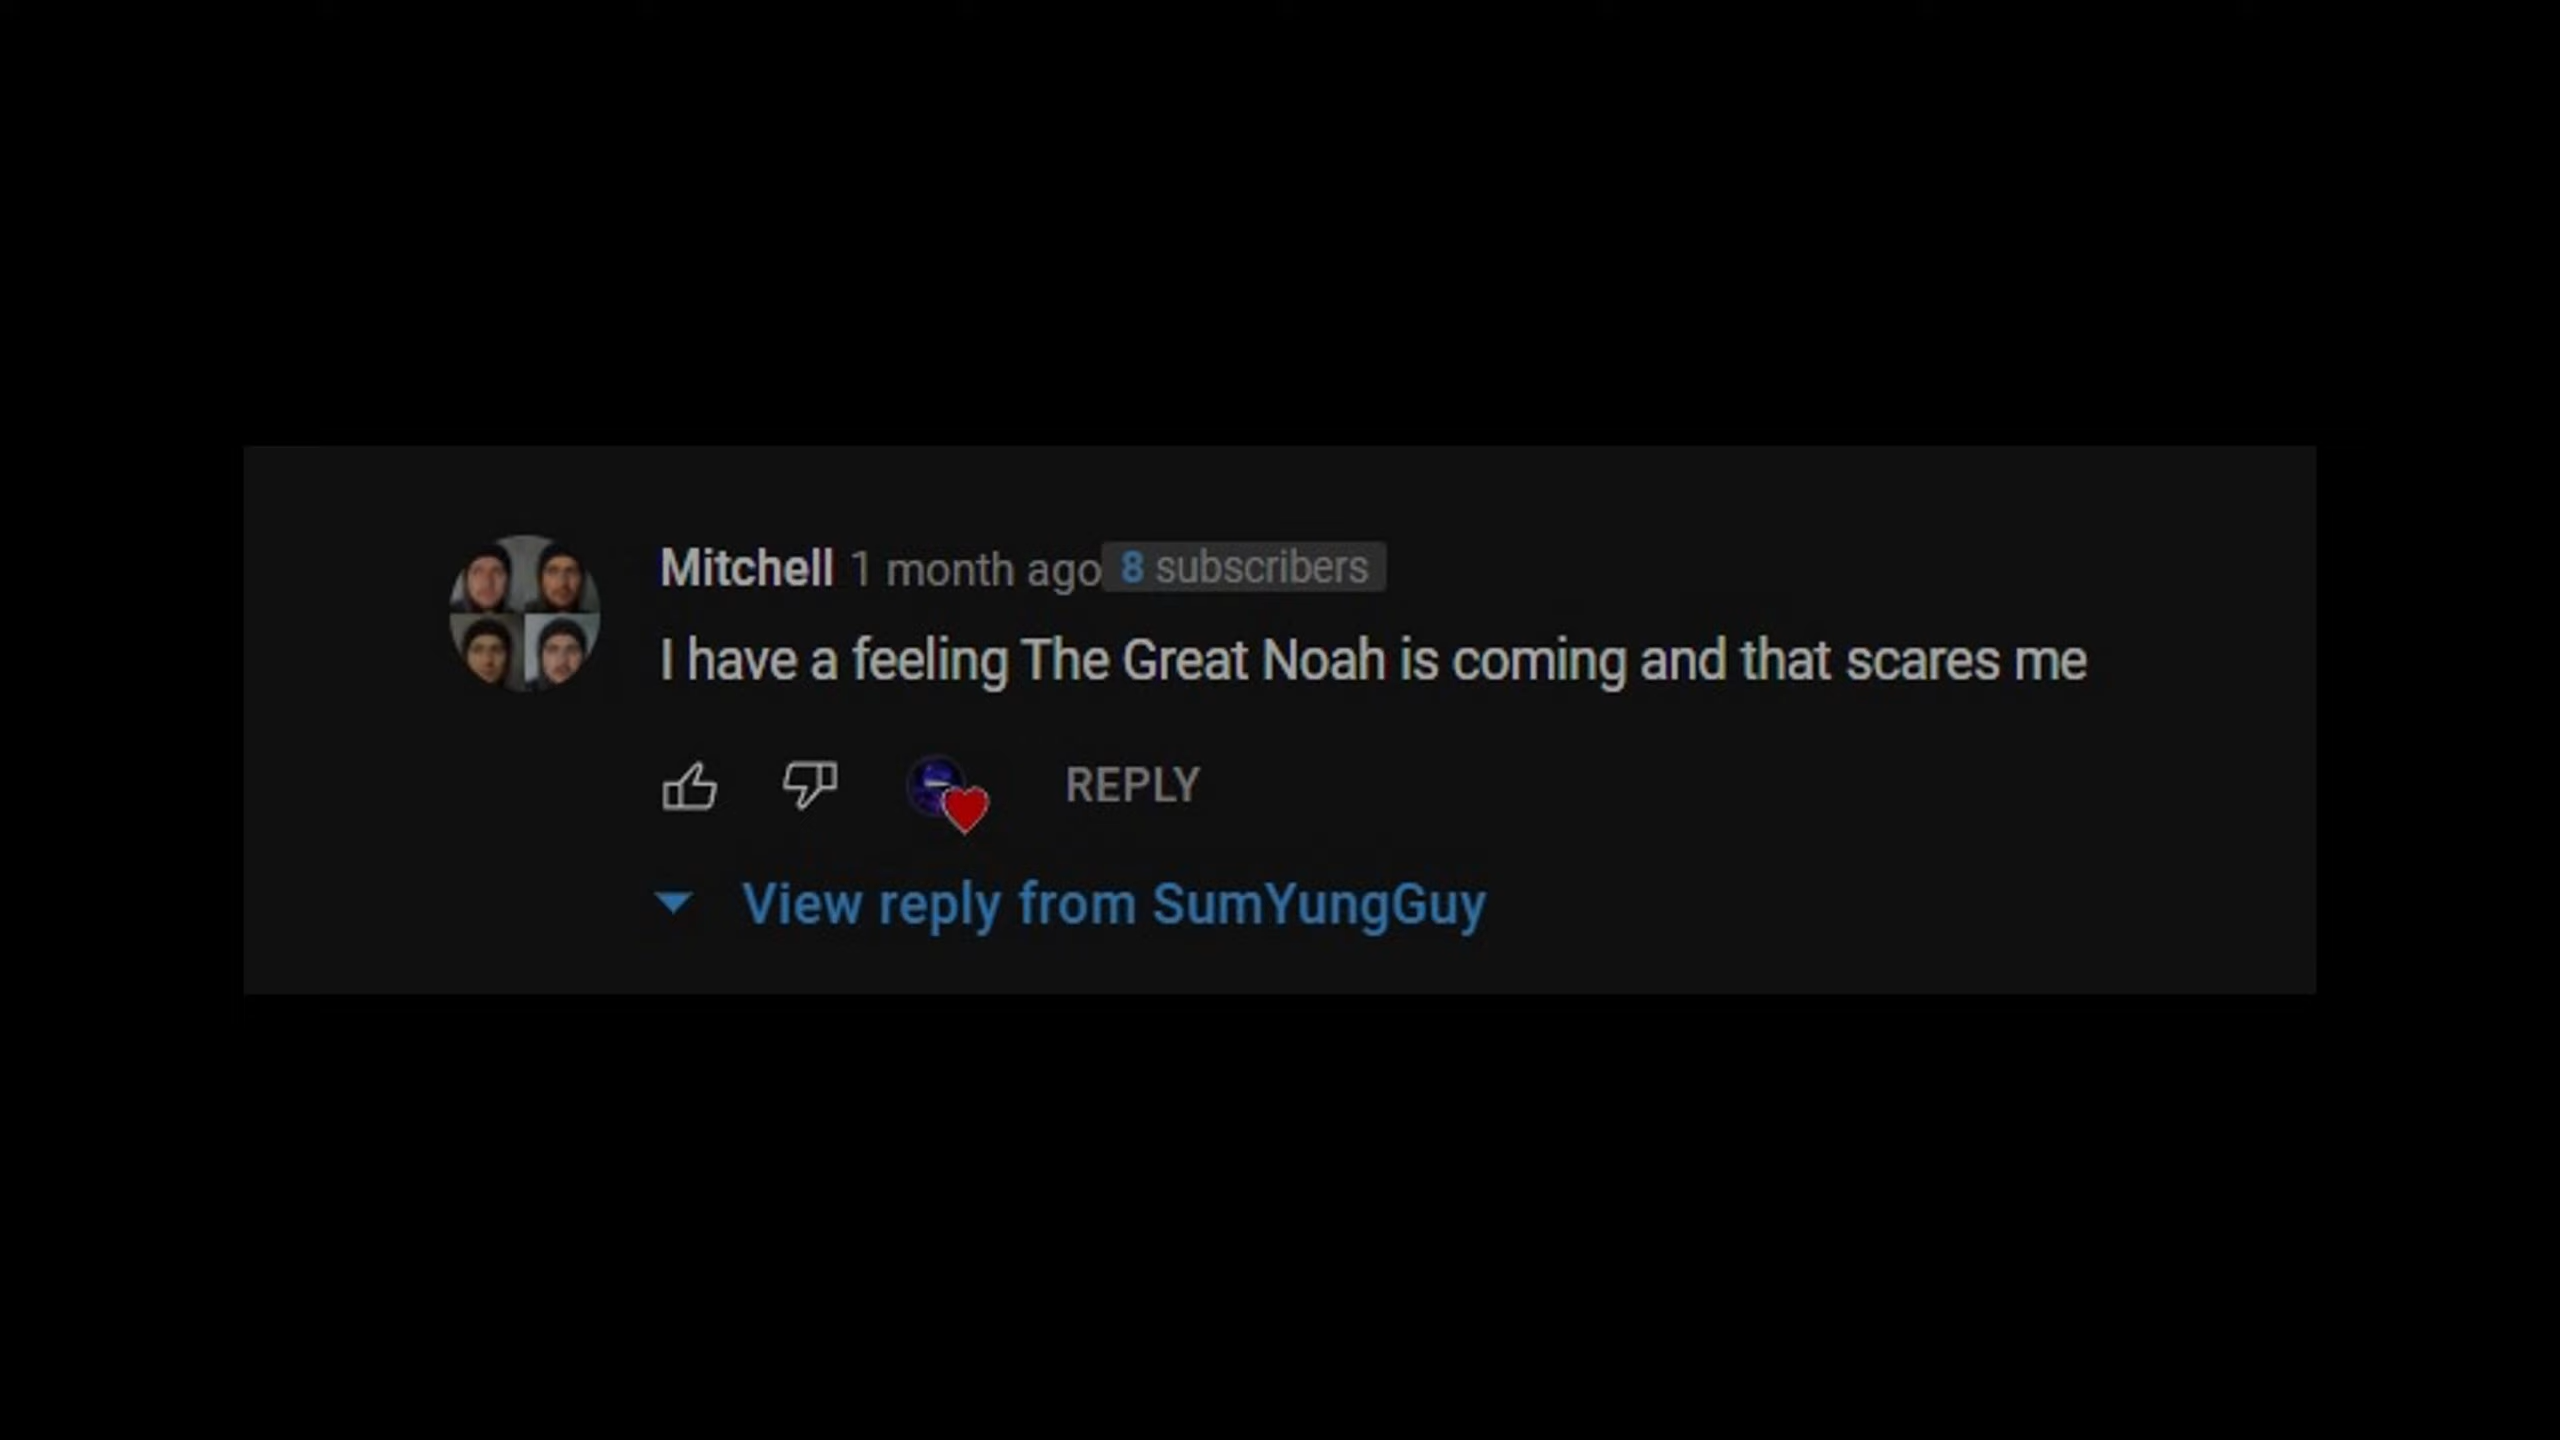 Mitchell 1 month ago 8 subscribers
I have a feeling The Great Noah is coming and that scares me
REPLY
View reply from SumYungGuy